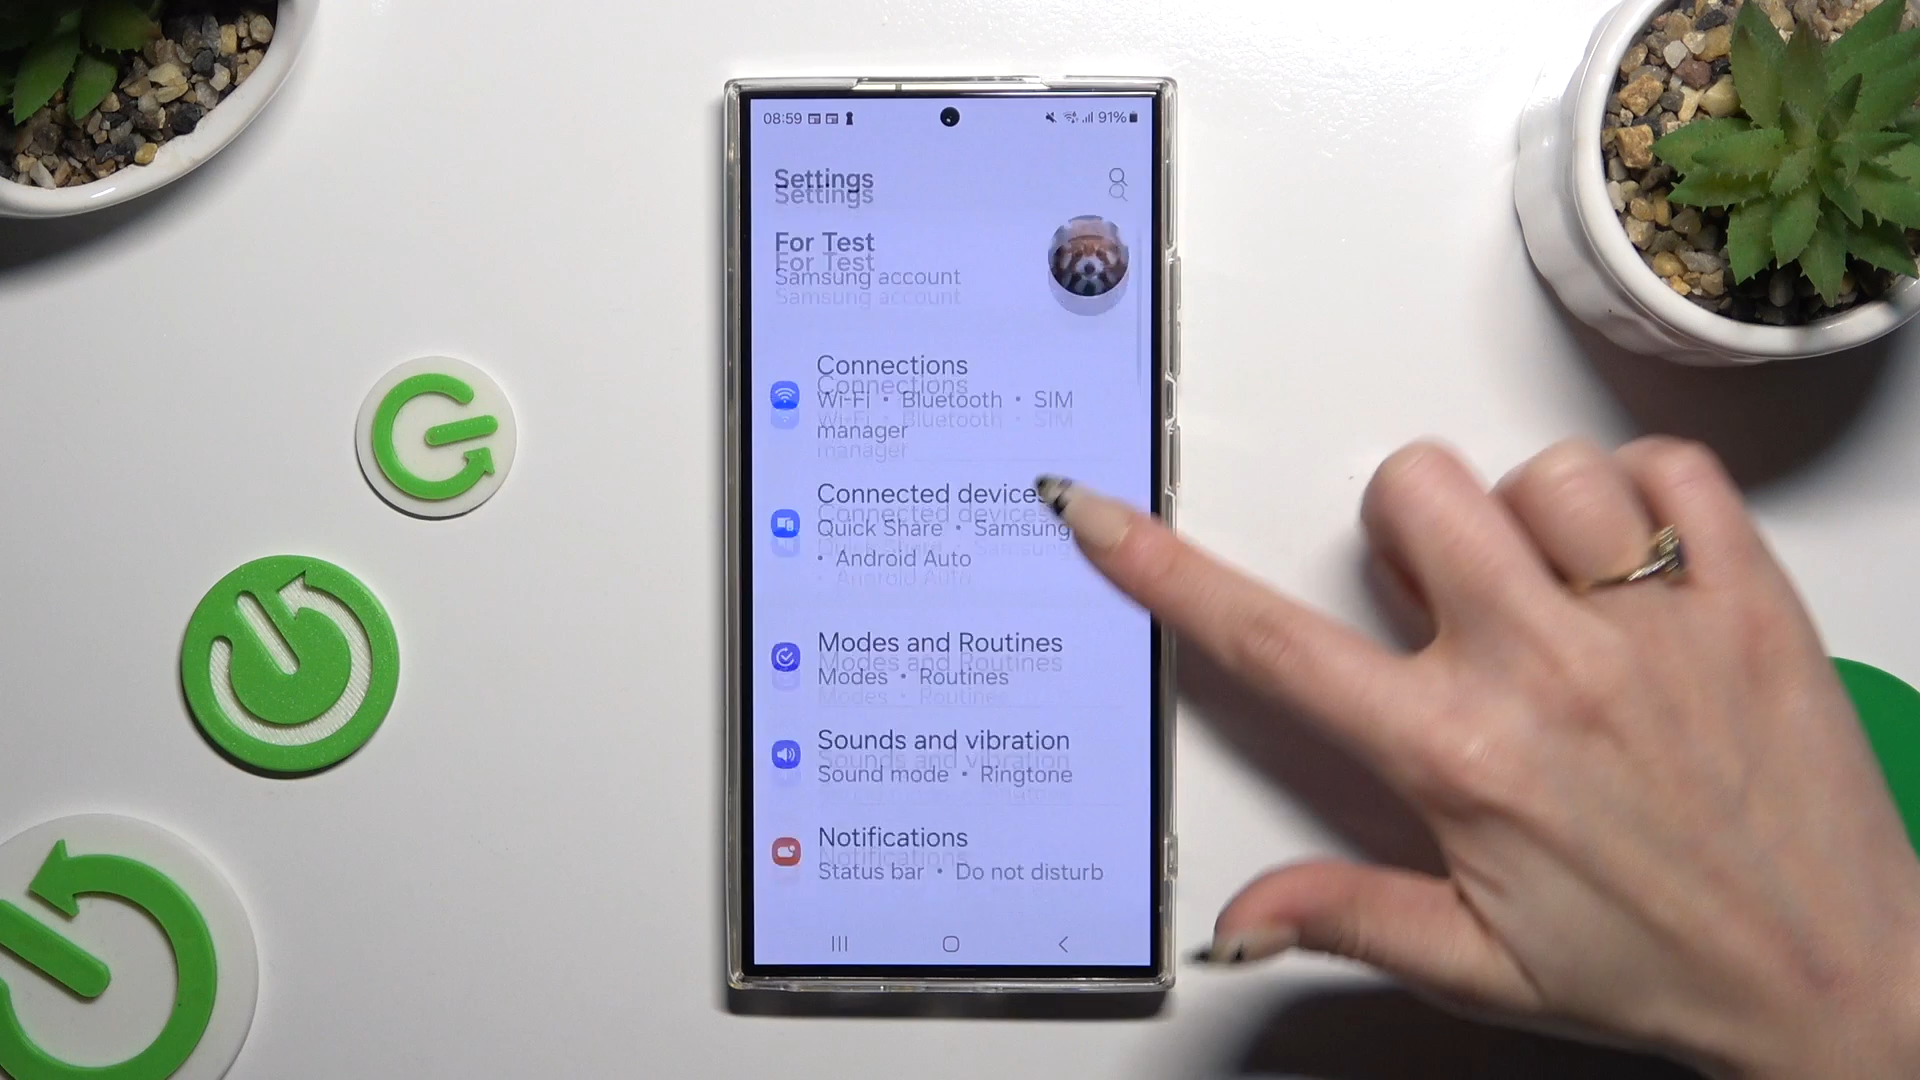 08:59 91%
Settings
For Test
Samsung account
Connections
Wi-Fi • Bluetooth • SIM
manager
Connected devices
Quick Share • Samsung
• Android Auto
Modes and Routines
Modes • Routines
Sounds and vibration
Sound mode • Ringtone
Notifications
Status bar • Do not disturb